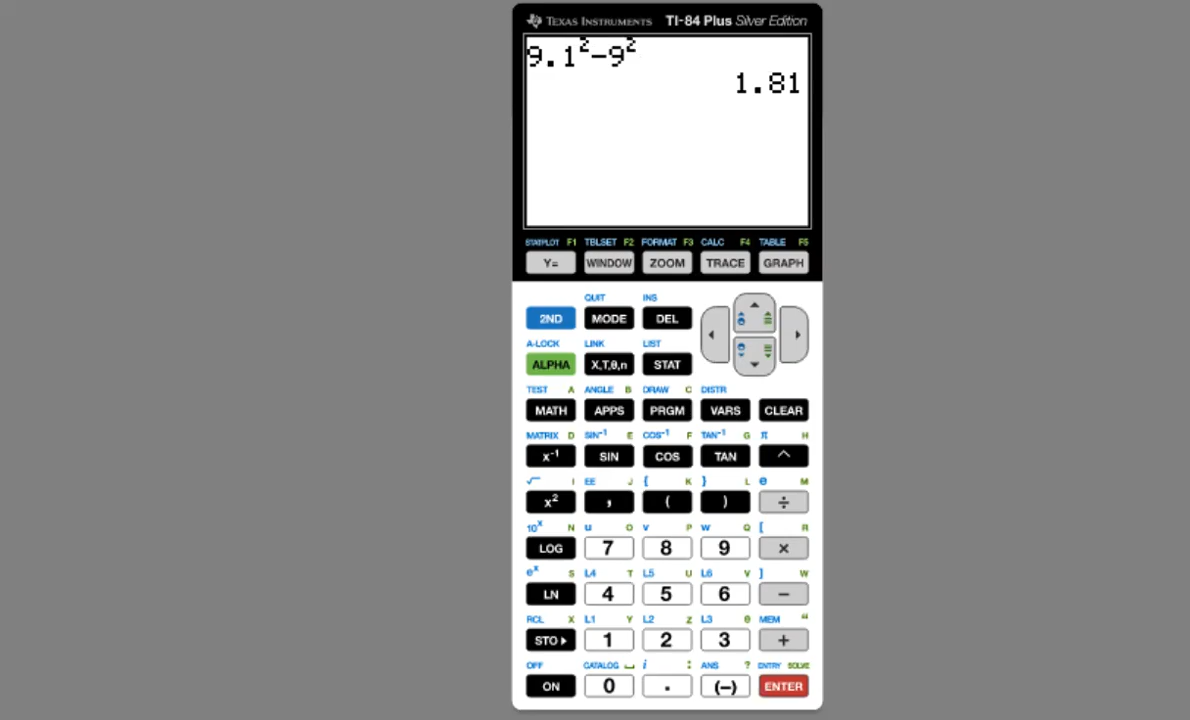 TEXAS INSTRUMENTS TI-84 Plus Silver Edition
9.1²−9²
1.81
STATPLOT F1 TBLSET F2 FORMAT F3 CALC F4 TABLE F5
Y= WINDOW ZOOM TRACE GRAPH
QUIT INS
2ND MODE DEL
A-LOCK LINK LIST
ALPHA X,T,θ,n STAT
TEST A ANGLE B DRAW C DISTR
MATH APPS PRGM VARS CLEAR
MATRIX D SIN⁻¹ E COS⁻¹ F TAN⁻¹ G π H
x⁻¹ SIN COS TAN ^
√ I EE J { K } L e M
x² , ( ) ÷
10ˣ N u O v P w Q [ R
LOG 7 8 9 ×
eˣ S L4 T L5 U L6 V ] W
LN 4 5 6 −
RCL X L1 Y L2 Z L3 θ MEM “
STO▸ 1 2 3 +
OFF CATALOG ⎵ i : ANS ? ENTRY SOLVE
ON 0 . (−) ENTER